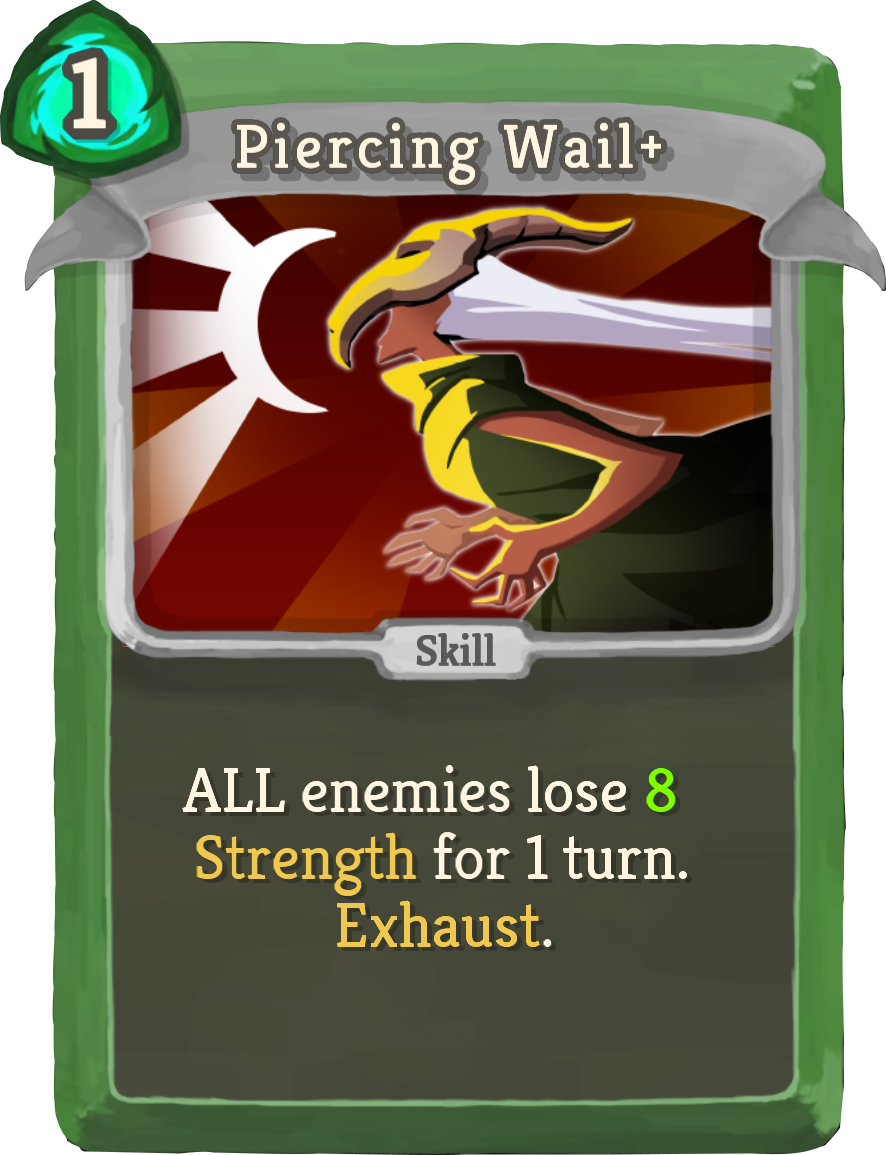 1
Piercing Wail+
Skill
ALL enemies lose 8
Strength for 1 turn.
Exhaust.